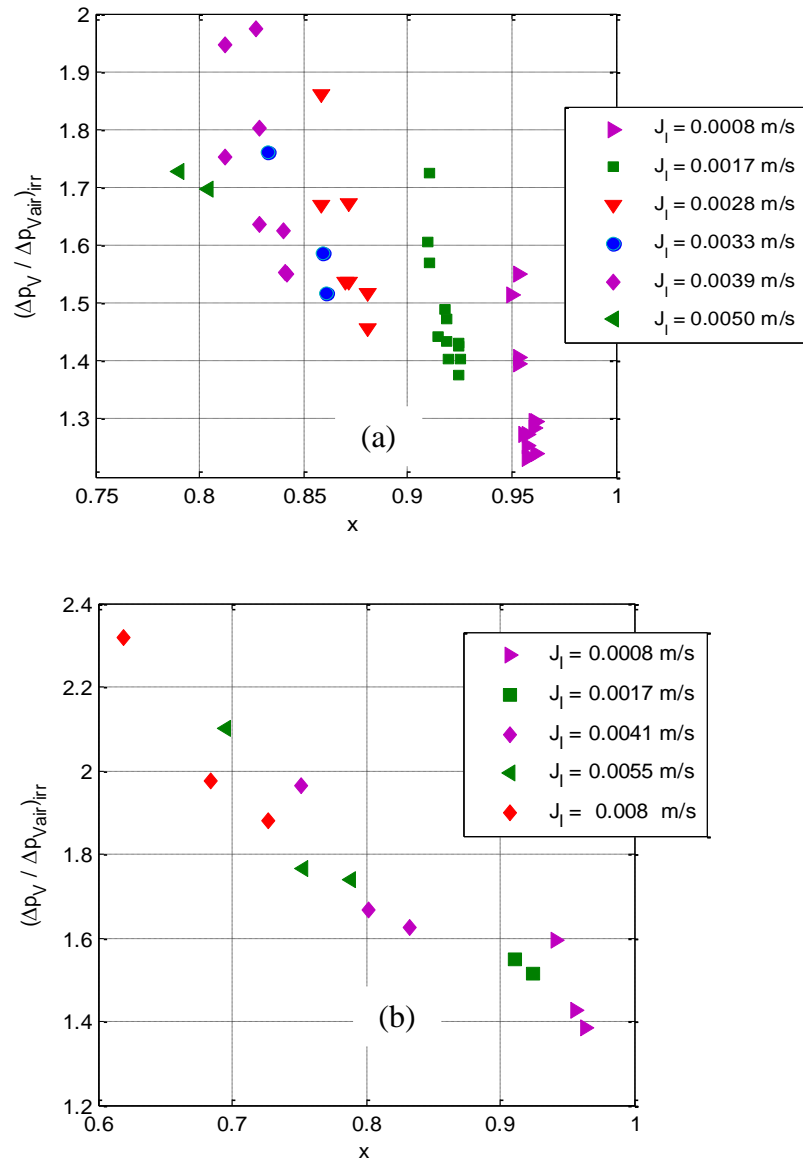 2
1.9
1.8
1.7
1.6
1.5
1.4
1.3
(Δp_V / Δp_Vair)_irr
0.75 0.8 0.85 0.9 0.95 1
x
(a)
J_l = 0.0008 m/s
J_l = 0.0017 m/s
J_l = 0.0028 m/s
J_l = 0.0033 m/s
J_l = 0.0039 m/s
J_l = 0.0050 m/s
2.4
2.2
2
1.8
1.6
1.4
1.2
(Δp_V / Δp_Vair)_irr
0.6 0.7 0.8 0.9 1
x
(b)
J_l = 0.0008 m/s
J_l = 0.0017 m/s
J_l = 0.0041 m/s
J_l = 0.0055 m/s
J_l = 0.008 m/s